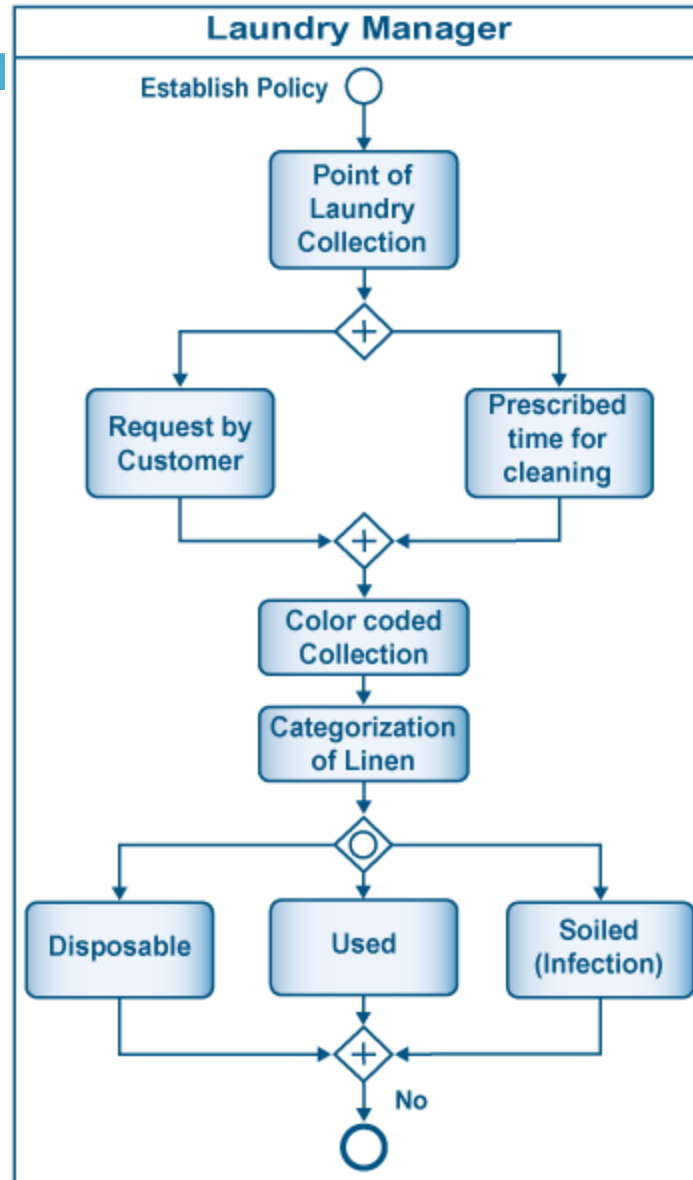 Laundry Manager
Establish Policy
Point of
Laundry
Collection
Request by
Customer
Prescribed
time for
cleaning
Color coded
Collection
Categorization
of Linen
Disposable
Used
Soiled
(Infection)
No